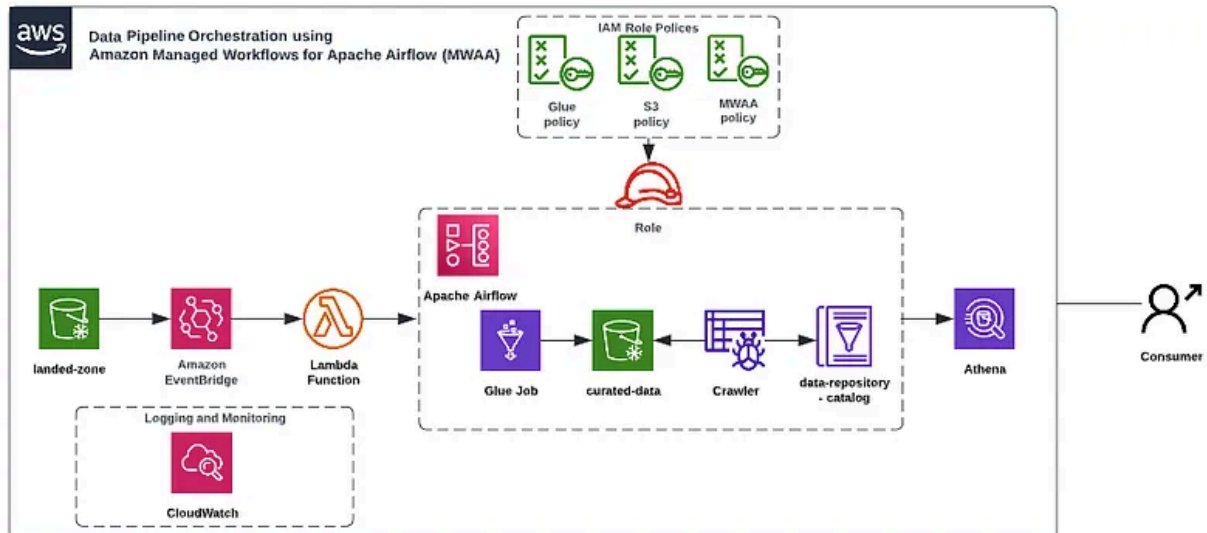 aws
Data Pipeline Orchestration using
Amazon Managed Workflows for Apache Airflow (MWAA)
IAM Role Polices
Glue
policy
S3
policy
MWAA
policy
Role
Apache Airflow
landed-zone
Amazon
EventBridge
Lambda
Function
Glue Job
curated-data
Crawler
data-repository
- catalog
Athena
Consumer
Logging and Monitoring
CloudWatch